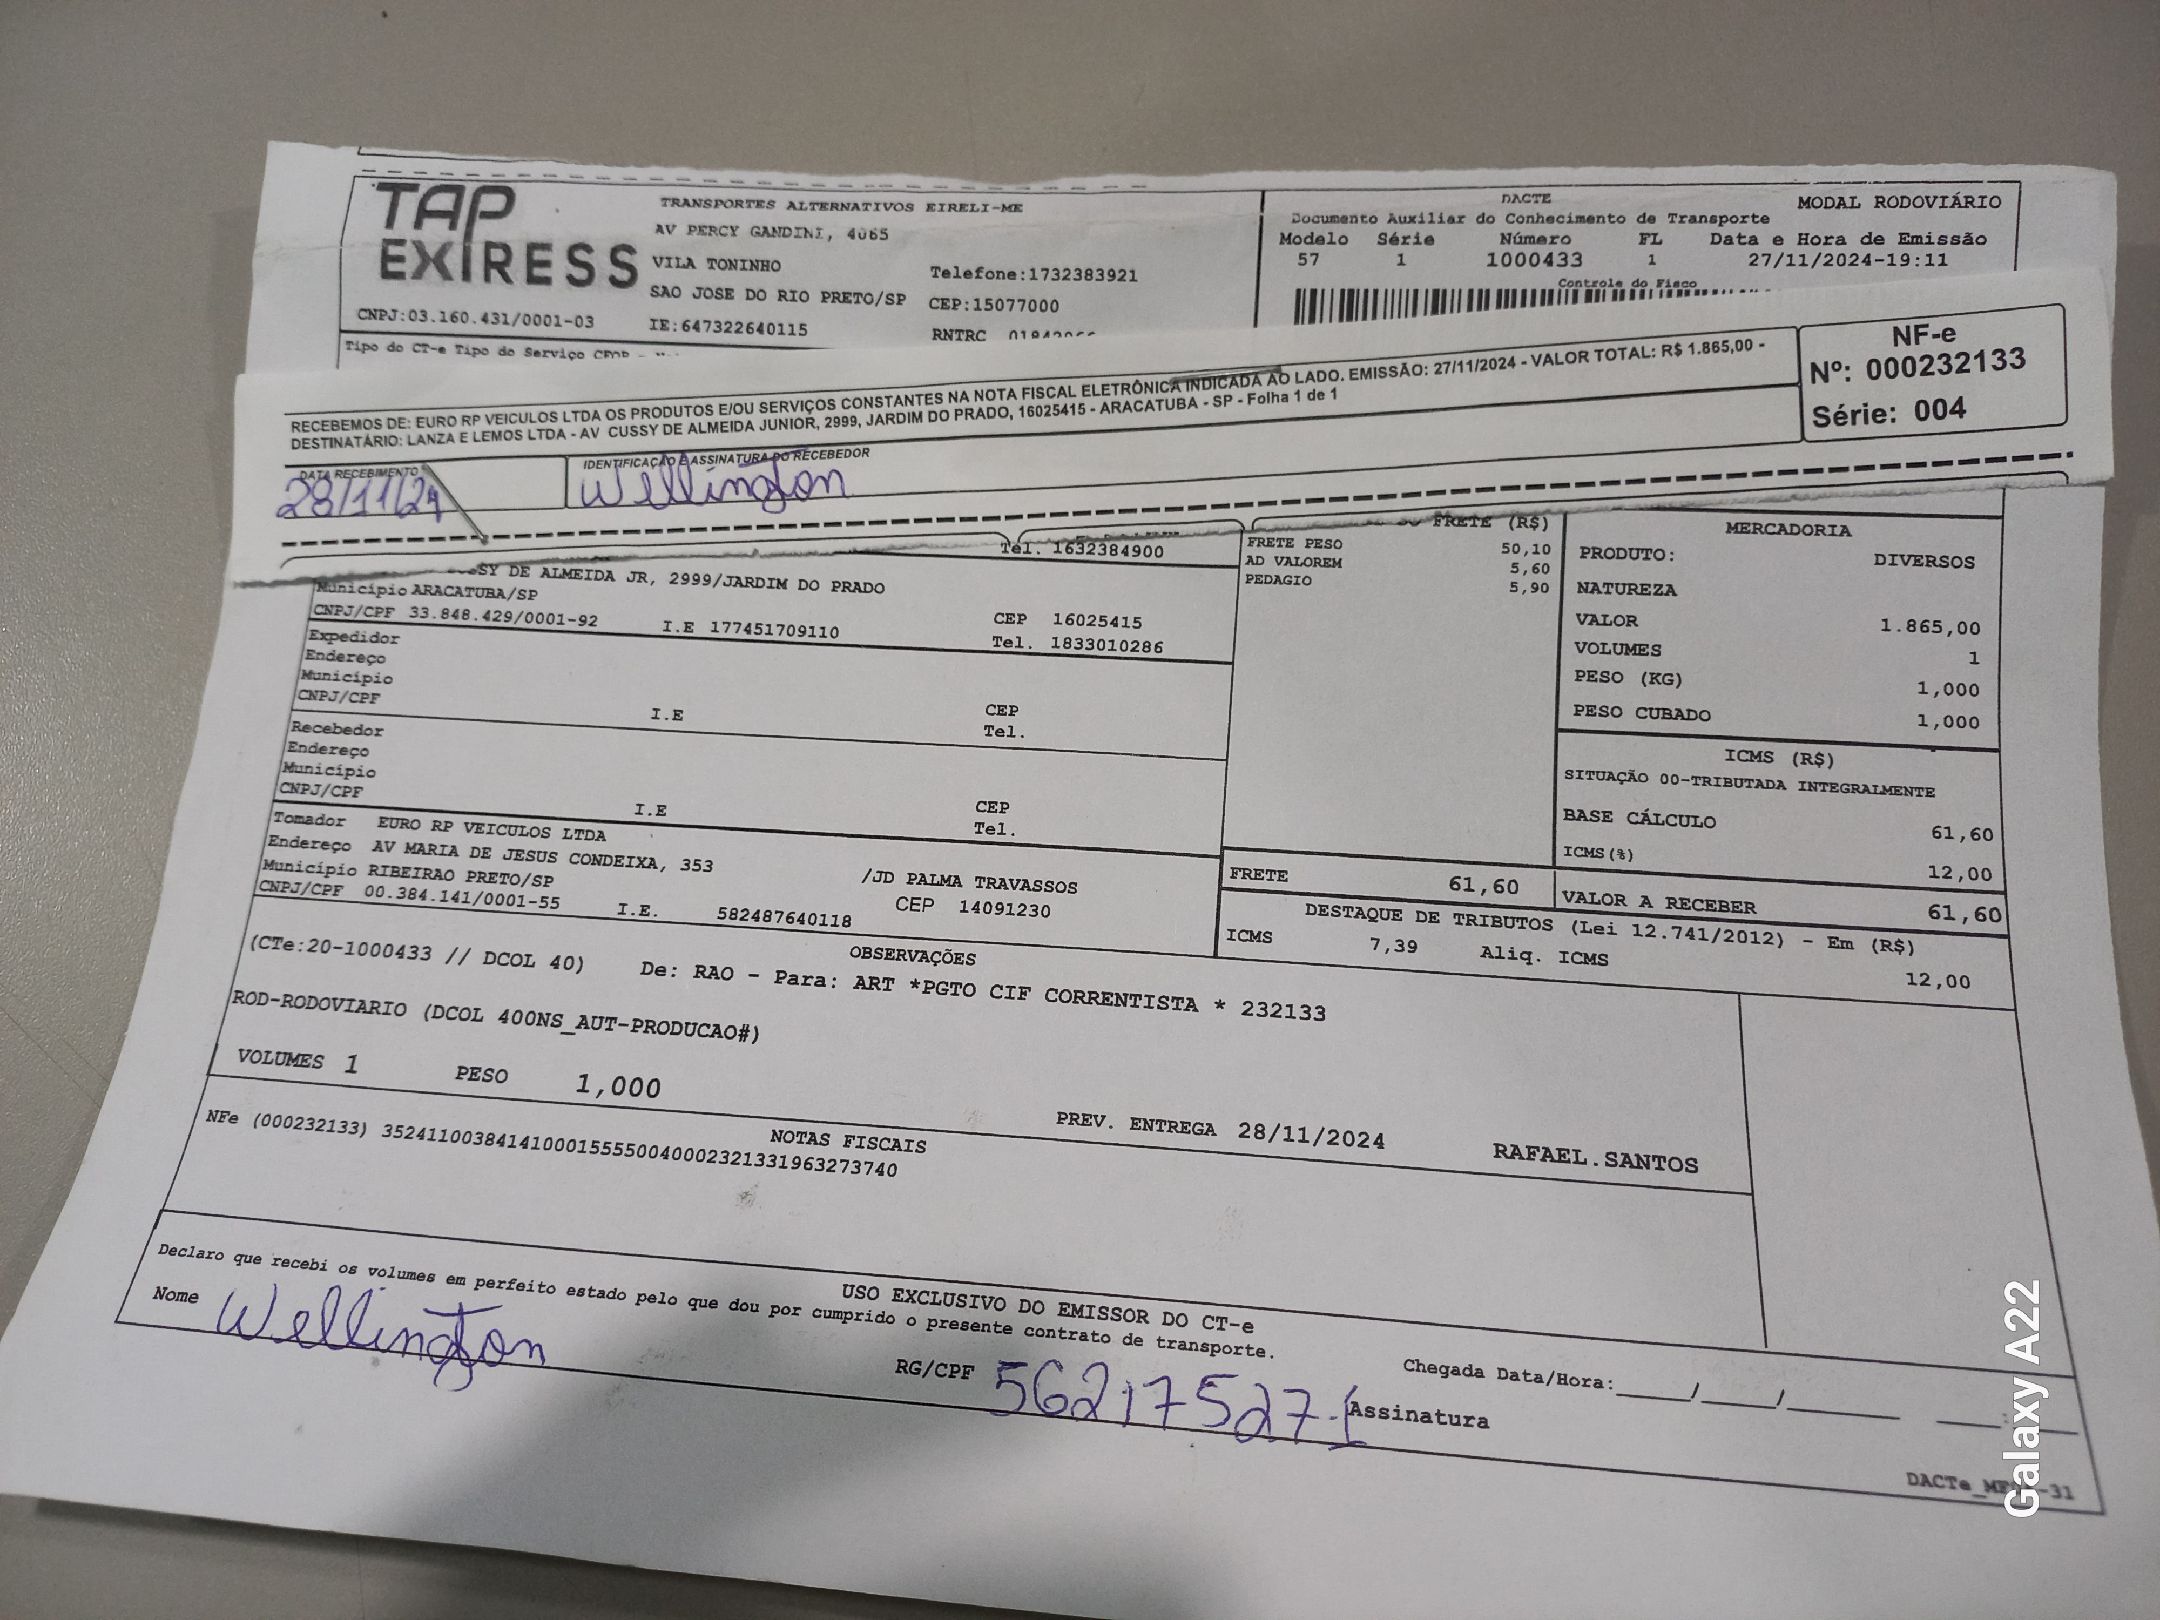 TAP
EXPRESS
TRANSPORTES ALTERNATIVOS EIRELI-ME
AV PERCY GANDINI, 4065
VILA TONINHO
Telefone:1732383921
SAO JOSE DO RIO PRETO/SP CEP:15077000
CNPJ:03.160.431/0001-03 IE:647322640115 RNTRC
Tipo do CT-e Tipo do Serviço
DACTE
MODAL RODOVIÁRIO
Documento Auxiliar do Conhecimento de Transporte
Modelo Série Número FL Data e Hora de Emissão
57 1 1000433 1 27/11/2024-19:11
Controle do Fisco
RECEBEMOS DE: EURO RP VEICULOS LTDA OS PRODUTOS E/OU SERVIÇOS CONSTANTES NA NOTA FISCAL ELETRÔNICA INDICADA AO LADO. EMISSÃO: 27/11/2024 - VALOR TOTAL: R$ 1.865,00 -
DESTINATÁRIO: LANZA E LEMOS LTDA - AV CUSSY DE ALMEIDA JUNIOR, 2999, JARDIM DO PRADO, 16025415 - ARACATUBA - SP - Folha 1 de 1
NF-e
Nº: 000232133
Série: 004
DATA RECEBIMENTO
28/11/24
IDENTIFICAÇÃO E ASSINATURA DO RECEBEDOR
Wellington
Tel. 1632384900
DE ALMEIDA JR, 2999/JARDIM DO PRADO
Município ARACATUBA/SP
CNPJ/CPF 33.848.429/0001-92 I.E 177451709110
CEP 16025415
Tel. 1833010286
Expedidor
Endereço
Município
CNPJ/CPF
I.E
CEP
Tel.
Recebedor
Endereço
Município
CNPJ/CPF
I.E
CEP
Tel.
Tomador EURO RP VEICULOS LTDA
Endereço AV MARIA DE JESUS CONDEIXA, 353
/JD PALMA TRAVASSOS
Município RIBEIRAO PRETO/SP
CNPJ/CPF 00.384.141/0001-55 I.E. 582487640118
CEP 14091230
FRETE (R$)
FRETE PESO 50,10
AD VALOREM 5,60
PEDAGIO 5,90
MERCADORIA
PRODUTO: DIVERSOS
NATUREZA
VALOR 1.865,00
VOLUMES 1
PESO (KG) 1,000
PESO CUBADO 1,000
ICMS (R$)
SITUAÇÃO 00-TRIBUTADA INTEGRALMENTE
BASE CÁLCULO 61,60
ICMS(%) 12,00
FRETE 61,60
VALOR A RECEBER 61,60
DESTAQUE DE TRIBUTOS (Lei 12.741/2012) - Em (R$)
ICMS 7,39 Aliq. ICMS 12,00
OBSERVAÇÕES
(CTe:20-1000433 // DCOL 40) De: RAO - Para: ART *PGTO CIF CORRENTISTA * 232133
ROD-RODOVIARIO (DCOL 400NS_AUT-PRODUCAO#)
VOLUMES 1 PESO 1,000
PREV. ENTREGA 28/11/2024 RAFAEL.SANTOS
NOTAS FISCAIS
NFe (000232133) 35241100384141000155550040002321331963273740
USO EXCLUSIVO DO EMISSOR DO CT-e
Declaro que recebi os volumes em perfeito estado pelo que dou por cumprido o presente contrato de transporte.
Nome Wellington
RG/CPF 56217527-1
Chegada Data/Hora:_____/_____/_______ ____:____
Assinatura
Galaxy A22